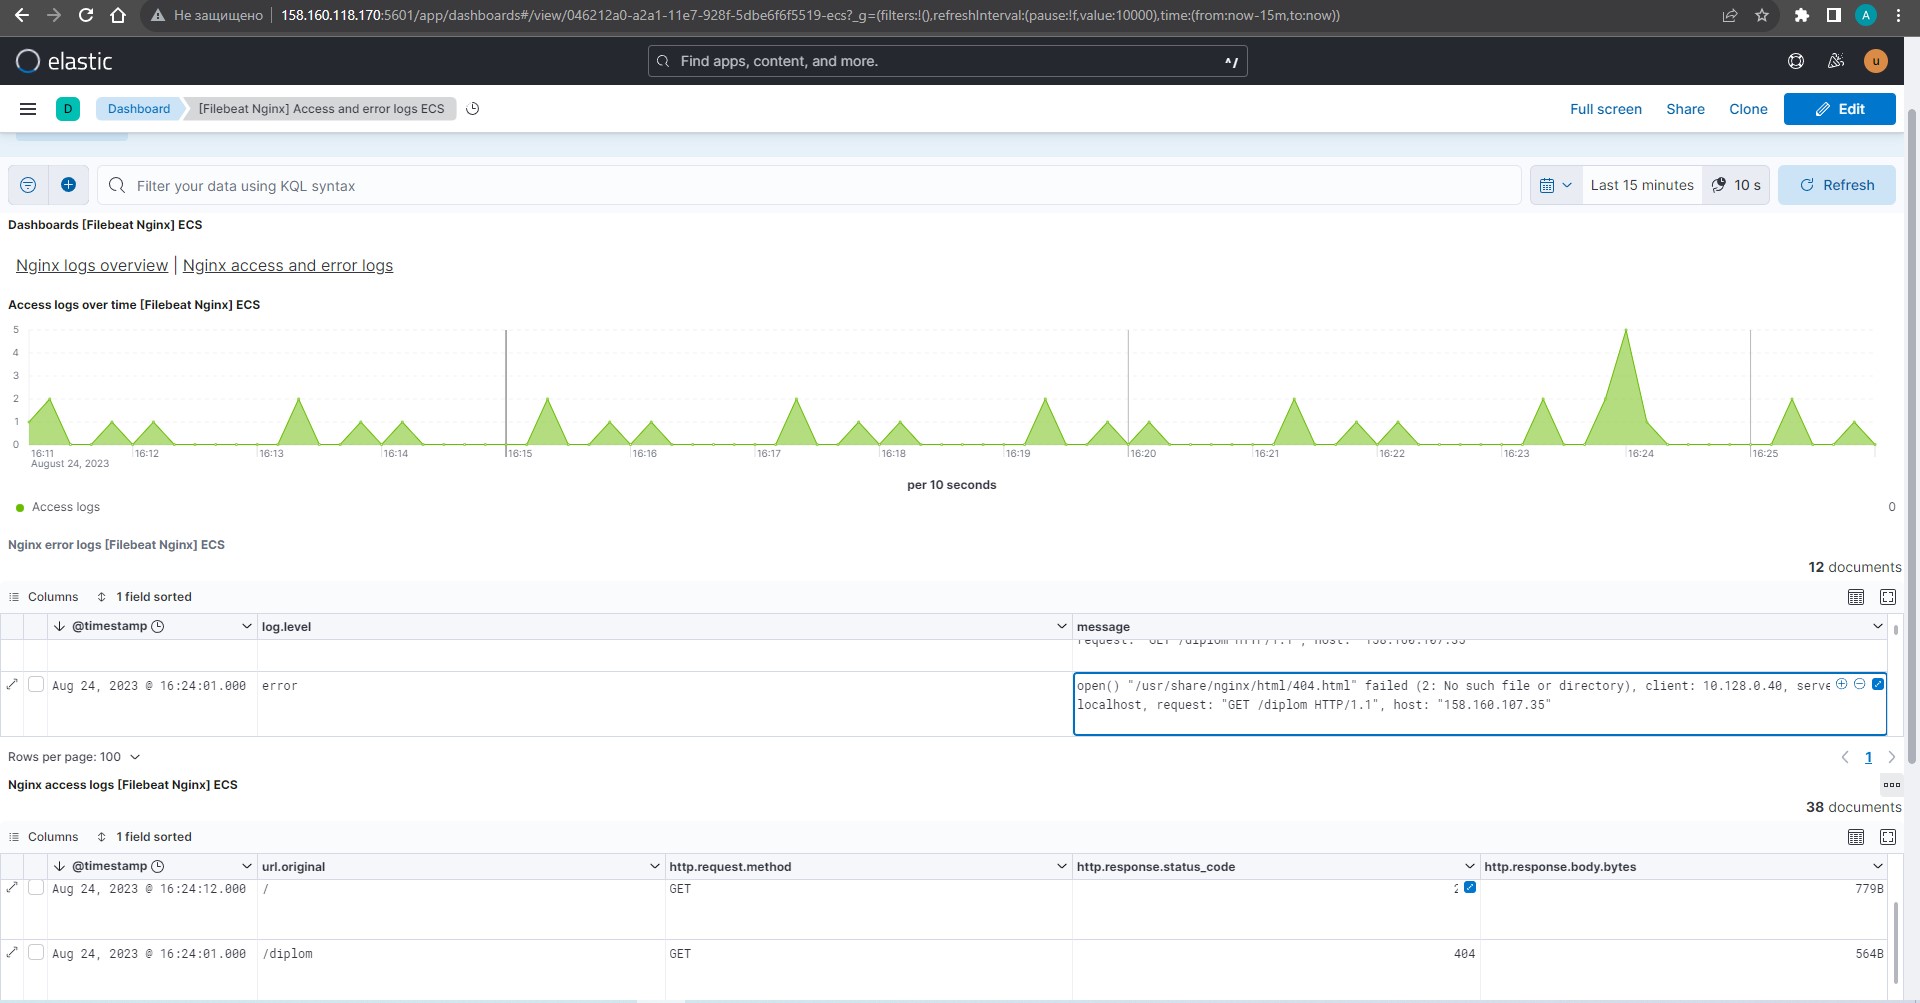 Не защищено 158.160.118.170:5601/app/dashboards#/view/046212a0-a2a1-11e7-928f-5dbe6f6f5519-ecs?_g=(filters:!(),refreshInterval:(pause:!f,value:10000),time:(from:now-15m,to:now)) A
elastic Find apps, content, and more. ^/ u
D Dashboard [Filebeat Nginx] Access and error logs ECS Full screen Share Clone Edit
Filter your data using KQL syntax Last 15 minutes 10 s Refresh
Dashboards [Filebeat Nginx] ECS
Nginx logs overview | Nginx access and error logs
Access logs over time [Filebeat Nginx] ECS
5
4
3
2
1
0
16:11 16:12 16:13 16:14 16:15 16:16 16:17 16:18 16:19 16:20 16:21 16:22 16:23 16:24 16:25
August 24, 2023
per 10 seconds
Access logs 0
Nginx error logs [Filebeat Nginx] ECS
12 documents
Columns 1 field sorted
@timestamp log.level message
request: "GET /diplom HTTP/1.1", host: "158.160.107.35"
Aug 24, 2023 @ 16:24:01.000 error open() "/usr/share/nginx/html/404.html" failed (2: No such file or directory), client: 10.128.0.40, serve
localhost, request: "GET /diplom HTTP/1.1", host: "158.160.107.35"
Rows per page: 100 1
Nginx access logs [Filebeat Nginx] ECS
38 documents
Columns 1 field sorted
@timestamp url.original http.request.method http.response.status_code http.response.body.bytes
Aug 24, 2023 @ 16:24:12.000 / GET 2 779B
Aug 24, 2023 @ 16:24:01.000 /diplom GET 404 564B